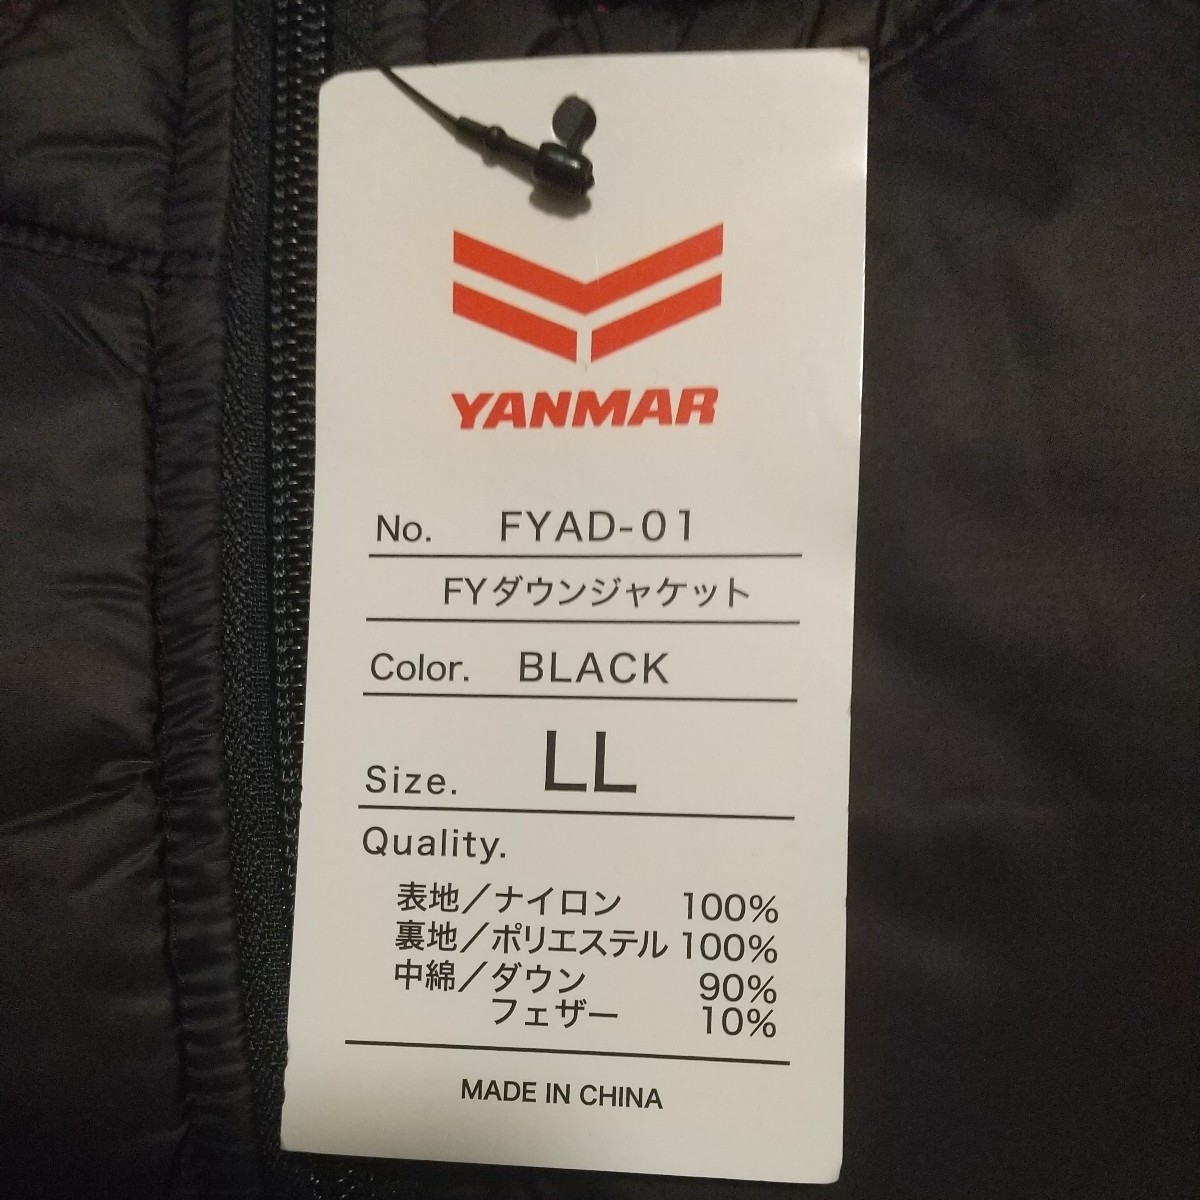 YANMAR
No. FYAD-01
FYダウンジャケット
Color. BLACK
Size. LL
Quality.
表地／ナイロン 100%
裏地／ポリエステル 100%
中綿／ダウン 90%
フェザー 10%
MADE IN CHINA